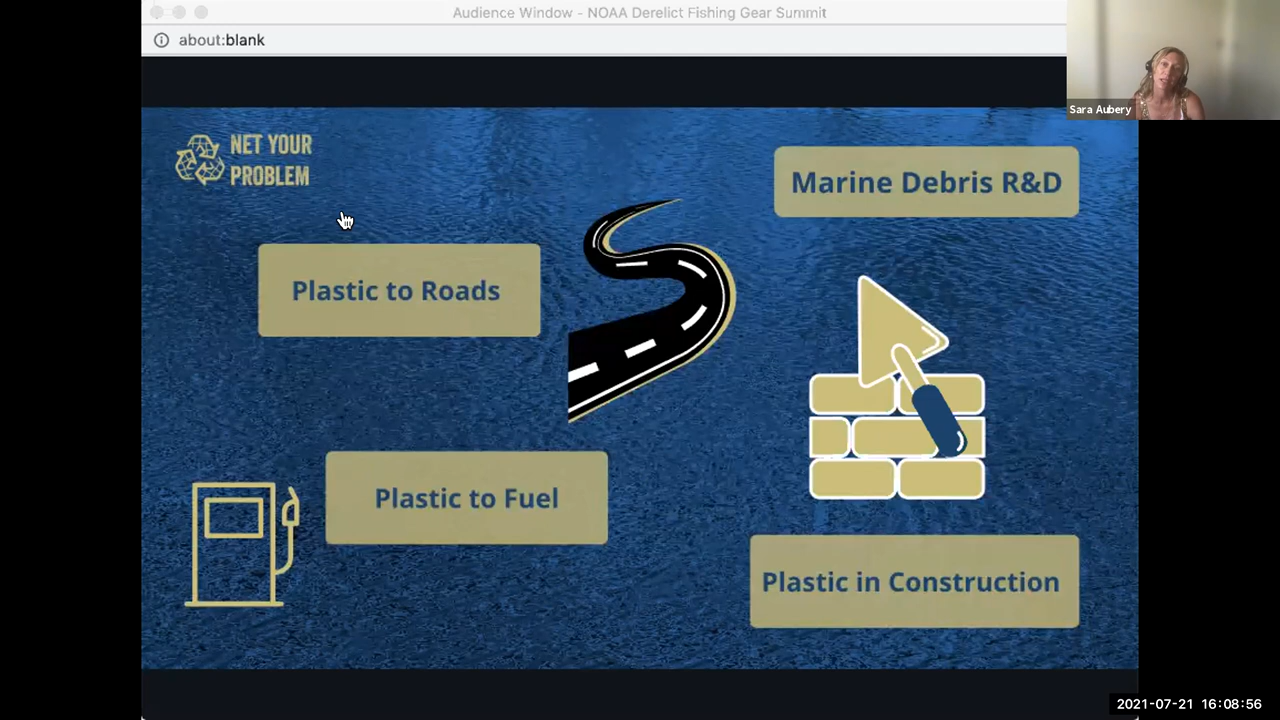 Audience Window - NOAA Derelict Fishing Gear Summit
about:blank
Sara Aubery
NET YOUR
PROBLEM
Marine Debris R&D
Plastic to Roads
Plastic to Fuel
Plastic in Construction
2021-07-21 16:08:56